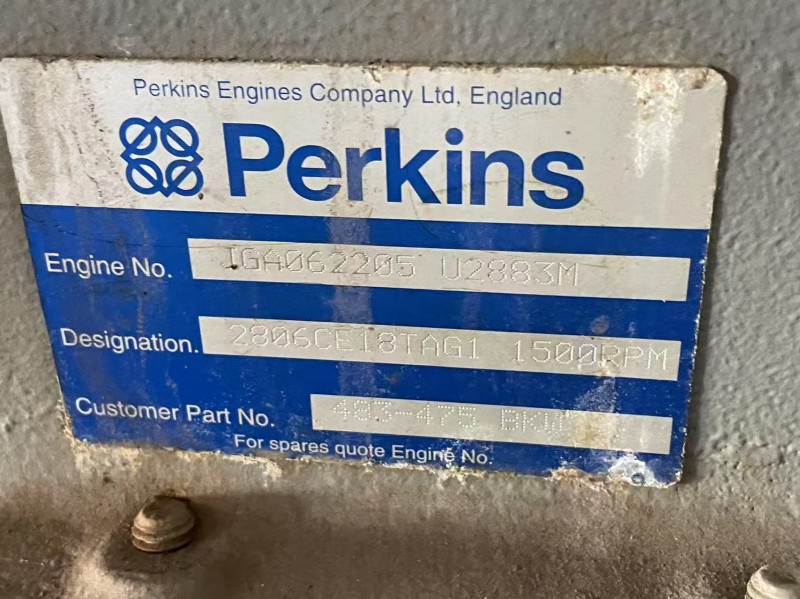 Perkins Engines Company Ltd, England
Perkins
Engine No. JGA062205 U2883M
Designation. 2806CE18TAG1 1500RPM
Customer Part No. 483-475
For spares quote Engine No.